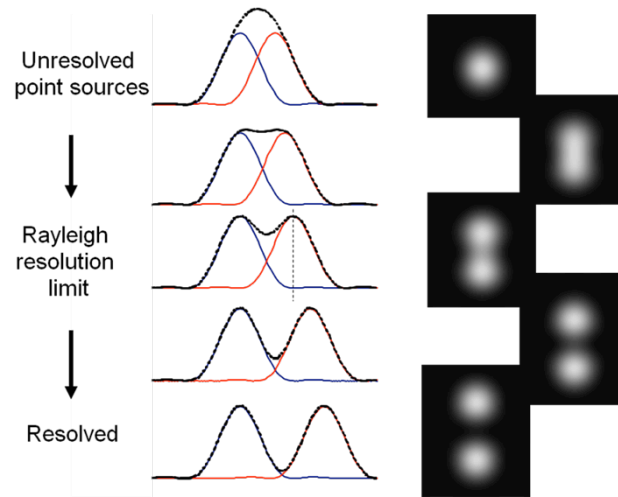 Unresolved
point sources
Rayleigh
resolution
limit
Resolved